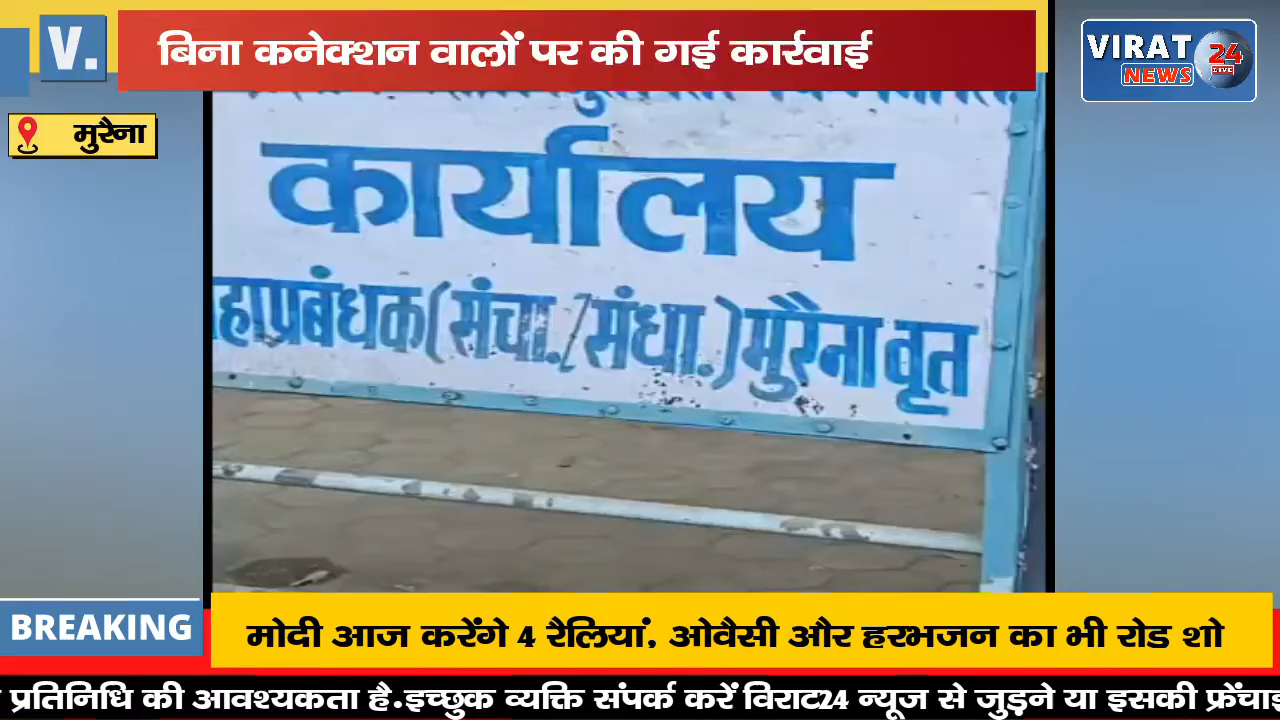 V.
बिना कनेक्शन वालों पर की गई कार्रवाई
VIRAT 24
NEWS LIVE
मुरैना
कार्यालय
हाप्रबंधक(संचा./संधा.)मुरैना वृत
BREAKING
मोदी आज करेंगे 4 रैलियां, ओवैसी और हरभजन का भी रोड शो
प्रतिनिधि की आवश्यकता है.इच्छुक व्यक्ति संपर्क करें विराट24 न्यूज से जुड़ने या इसकी